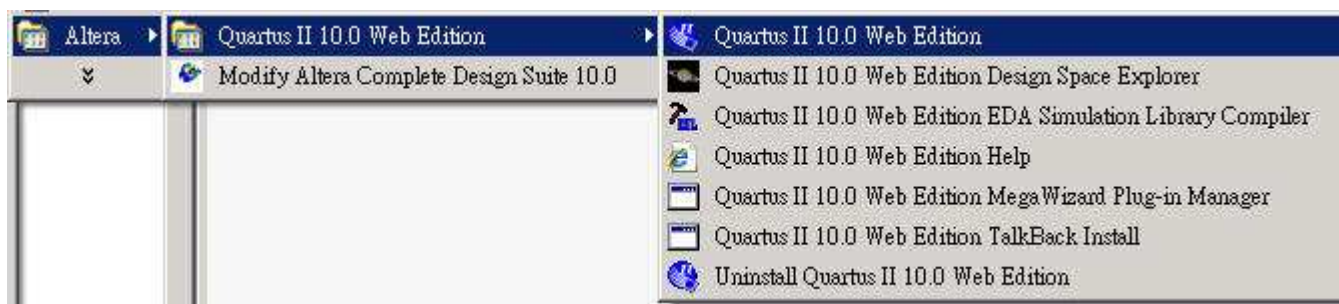 Altera
Quartus II 10.0 Web Edition
Modify Altera Complete Design Suite 10.0
Quartus II 10.0 Web Edition
Quartus II 10.0 Web Edition Design Space Explorer
Quartus II 10.0 Web Edition EDA Simulation Library Compiler
Quartus II 10.0 Web Edition Help
Quartus II 10.0 Web Edition MegaWizard Plug-in Manager
Quartus II 10.0 Web Edition TalkBack Install
Uninstall Quartus II 10.0 Web Edition